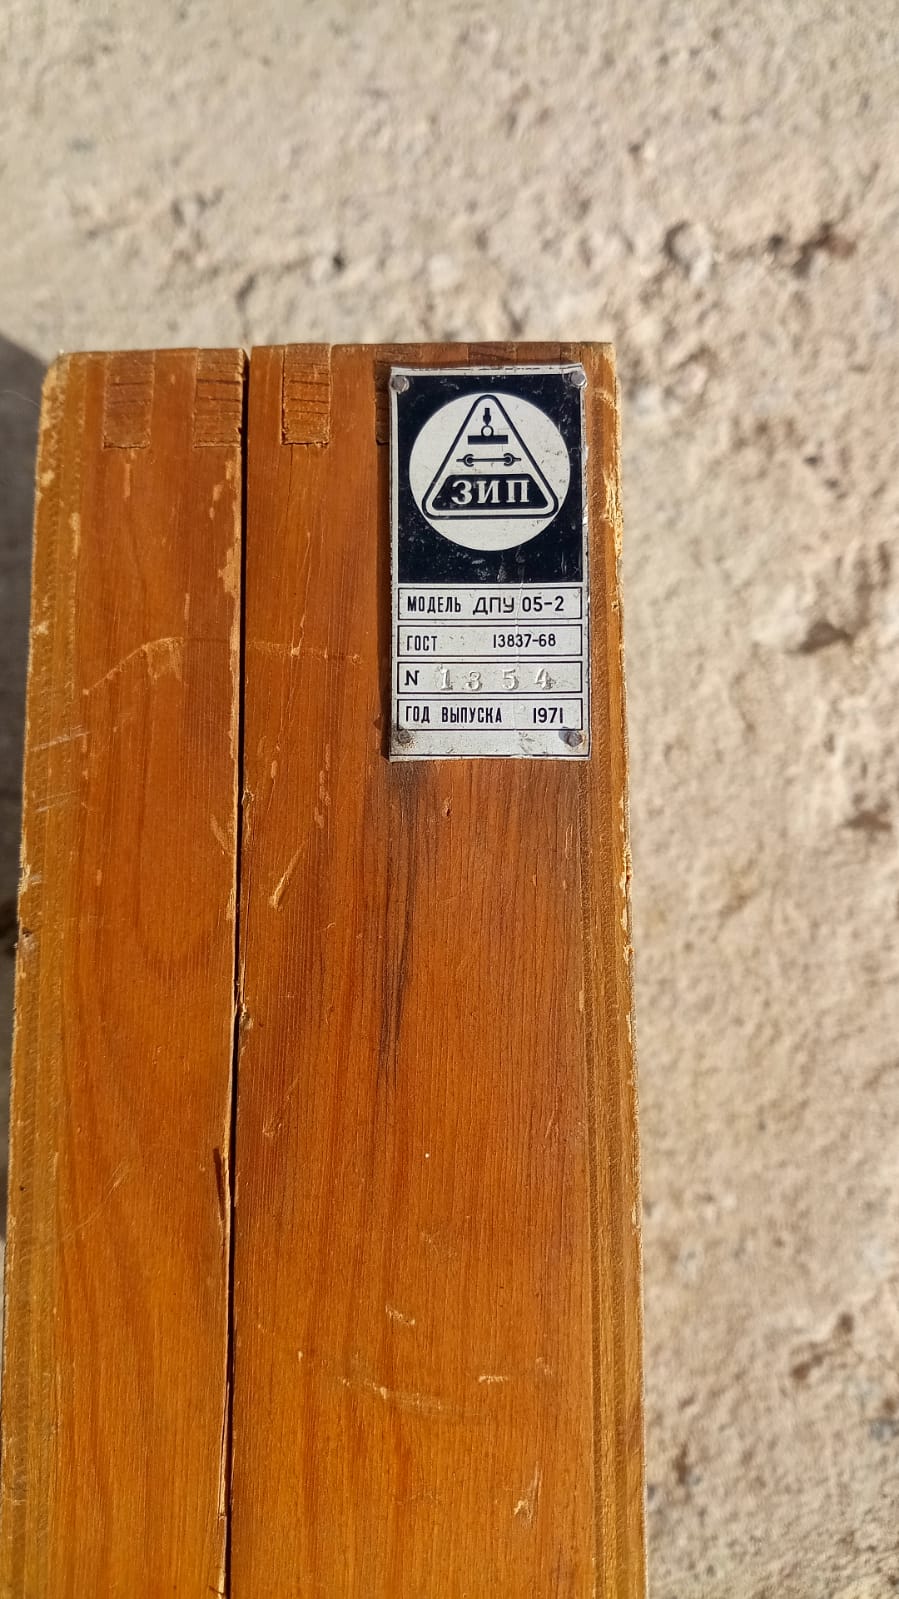 ЗИП
МОДЕЛЬ ДПУ 05-2
ГОСТ 13837-68
N 1354
ГОД ВЫПУСКА 1971